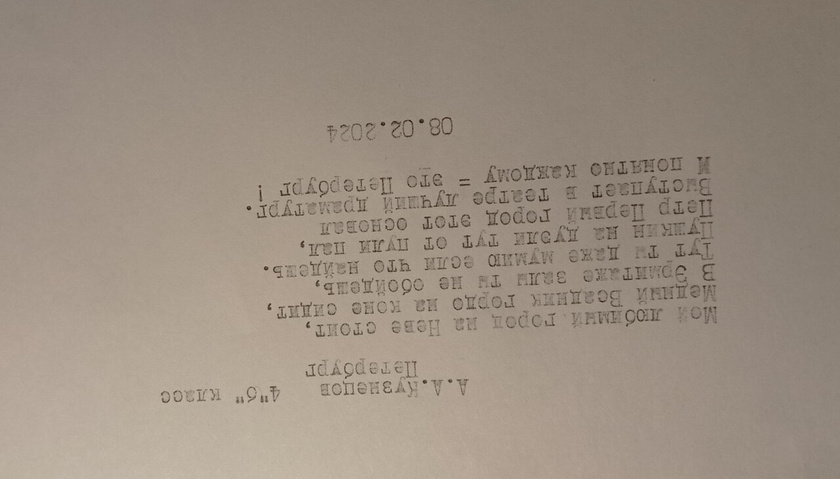 А.А.Кузнецов 4"б" класс
Петербург
Мой любимый город на Неве стоит,
Медный Всадник гордо на коне сидит,
В Эрмитаже залы ты не обойдешь,
Тут ты даже мумию если что найдёшь.
Пушкин на дуэли тут от пули пал,
Петр Первый город этот основал
Выступает в театре лучший драматург.
И понятно каждому = это Петербург !
08.02.2024